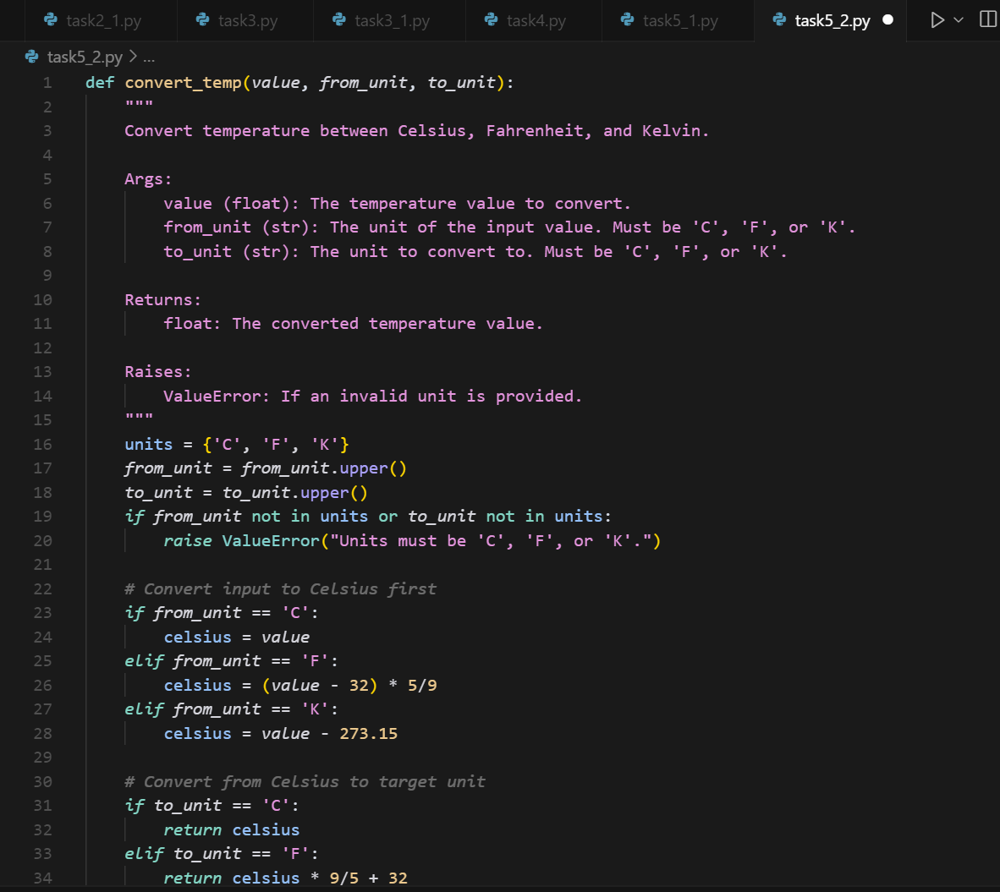 task2_1.py task3.py task3_1.py task4.py task5_1.py task5_2.py
task5_2.py > ...
1 def convert_temp(value, from_unit, to_unit):
2     """
3     Convert temperature between Celsius, Fahrenheit, and Kelvin.
4
5     Args:
6         value (float): The temperature value to convert.
7         from_unit (str): The unit of the input value. Must be 'C', 'F', or 'K'.
8         to_unit (str): The unit to convert to. Must be 'C', 'F', or 'K'.
9
10     Returns:
11         float: The converted temperature value.
12
13     Raises:
14         ValueError: If an invalid unit is provided.
15     """
16     units = {'C', 'F', 'K'}
17     from_unit = from_unit.upper()
18     to_unit = to_unit.upper()
19     if from_unit not in units or to_unit not in units:
20         raise ValueError("Units must be 'C', 'F', or 'K'.")
21
22     # Convert input to Celsius first
23     if from_unit == 'C':
24         celsius = value
25     elif from_unit == 'F':
26         celsius = (value - 32) * 5/9
27     elif from_unit == 'K':
28         celsius = value - 273.15
29
30     # Convert from Celsius to target unit
31     if to_unit == 'C':
32         return celsius
33     elif to_unit == 'F':
34         return celsius * 9/5 + 32